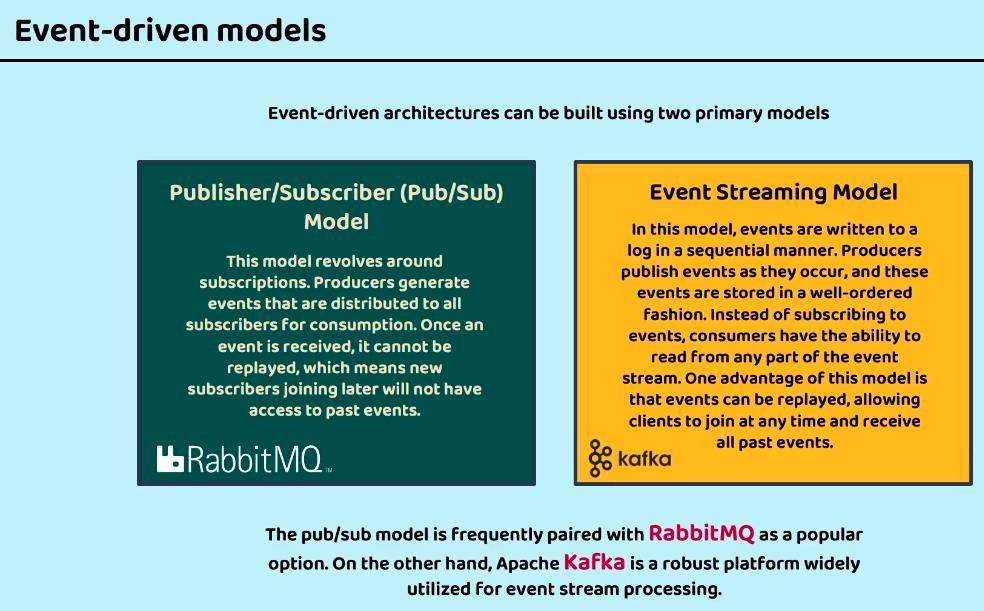 Event-driven models
Event-driven architectures can be built using two primary models
Publisher/Subscriber (Pub/Sub)
Model
This model revolves around
subscriptions. Producers generate
events that are distributed to all
subscribers for consumption. Once an
event is received, it cannot be
replayed, which means new
subscribers joining later will not have
access to past events.
RabbitMQ™
Event Streaming Model
In this model, events are written to a
log in a sequential manner. Producers
publish events as they occur, and these
events are stored in a well-ordered
fashion. Instead of subscribing to
events, consumers have the ability to
read from any part of the event
stream. One advantage of this model is
that events can be replayed, allowing
clients to join at any time and receive
all past events.
kafka
The pub/sub model is frequently paired with RabbitMQ as a popular
option. On the other hand, Apache Kafka is a robust platform widely
utilized for event stream processing.